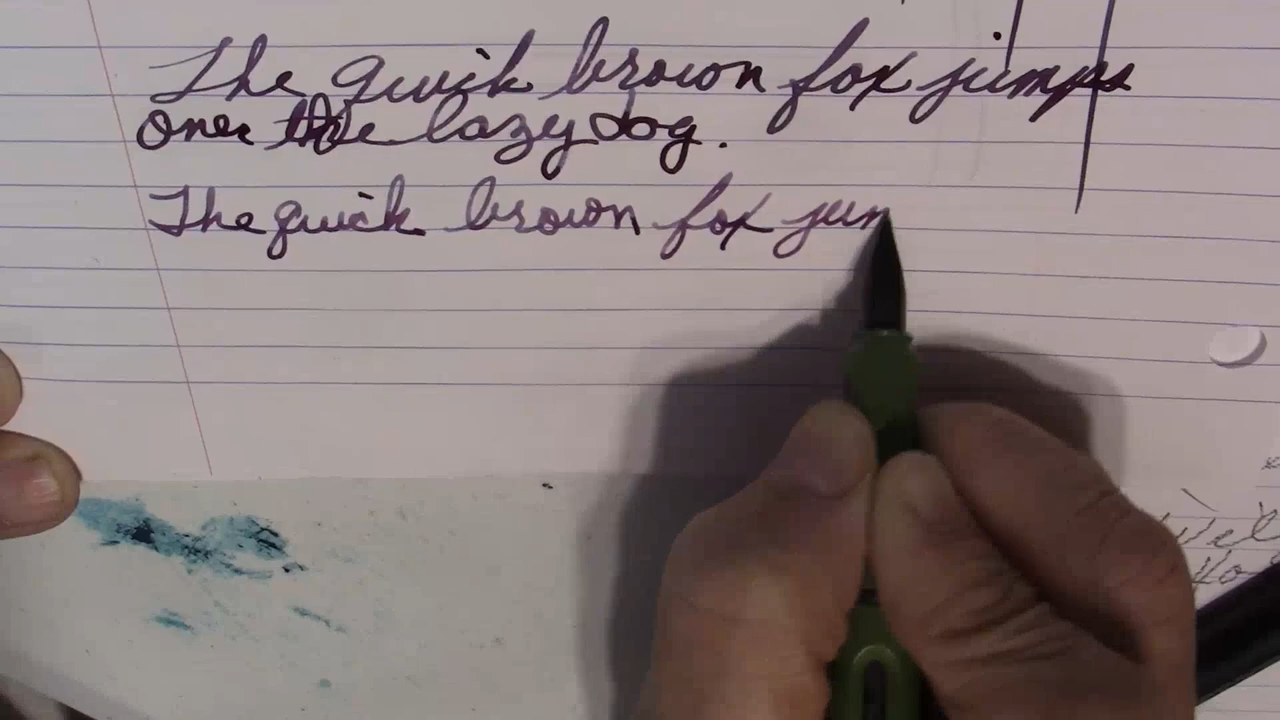 The quick brown fox jumps
over the lazy dog.
The quick brown fox jum